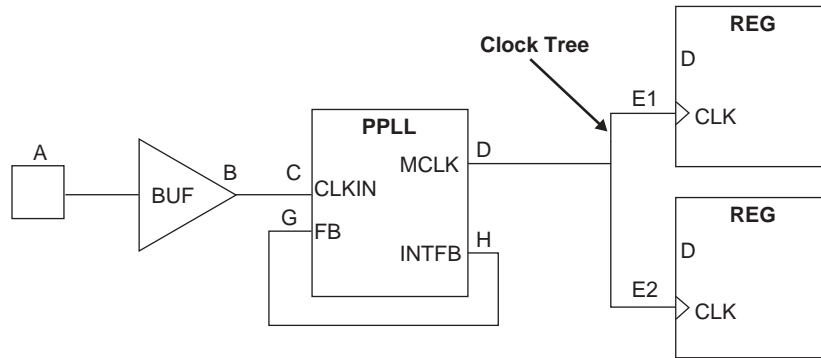 REG
D
Clock Tree
E1
CLK
PPLL
A
D
MCLK
B
C
BUF
CLKIN
REG
G
FB
H
INTFB
D
E2
CLK